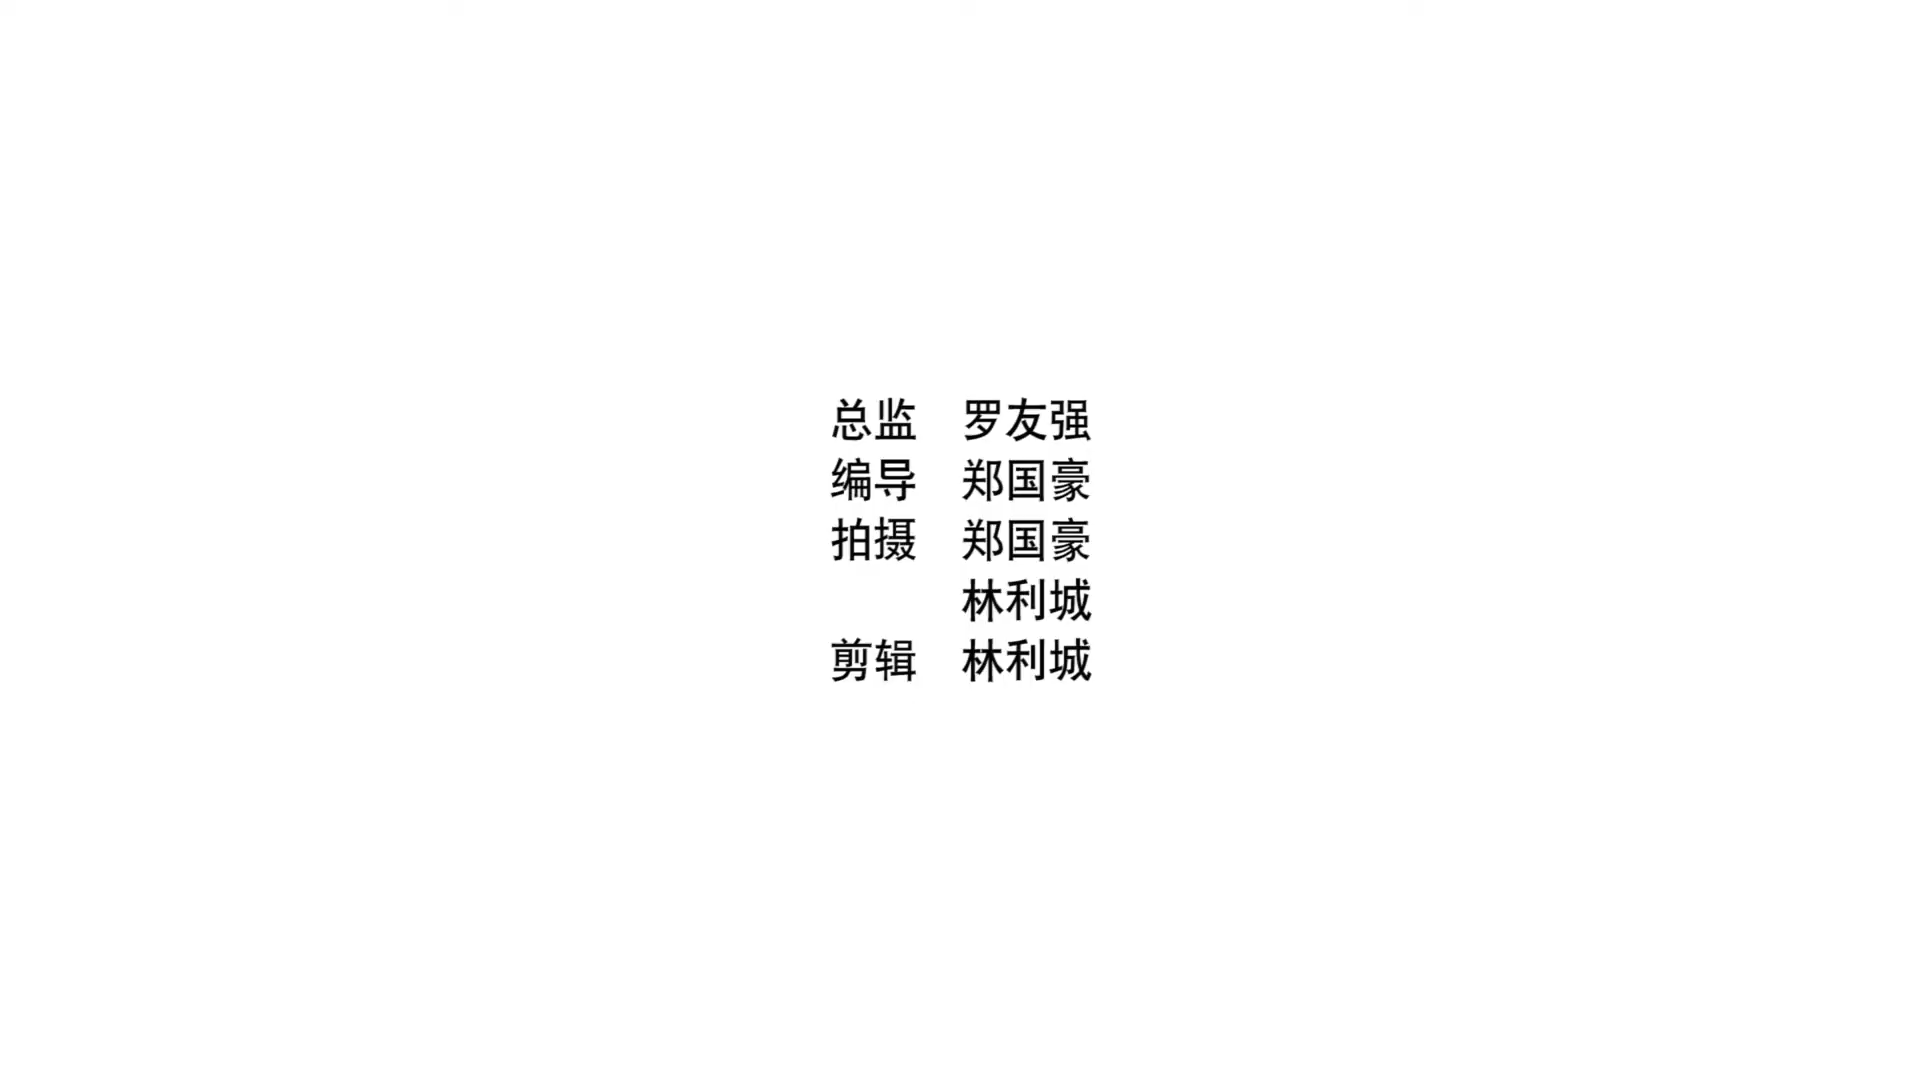 总监 罗友强
编导 郑国豪
拍摄 郑国豪
林利城
剪辑 林利城